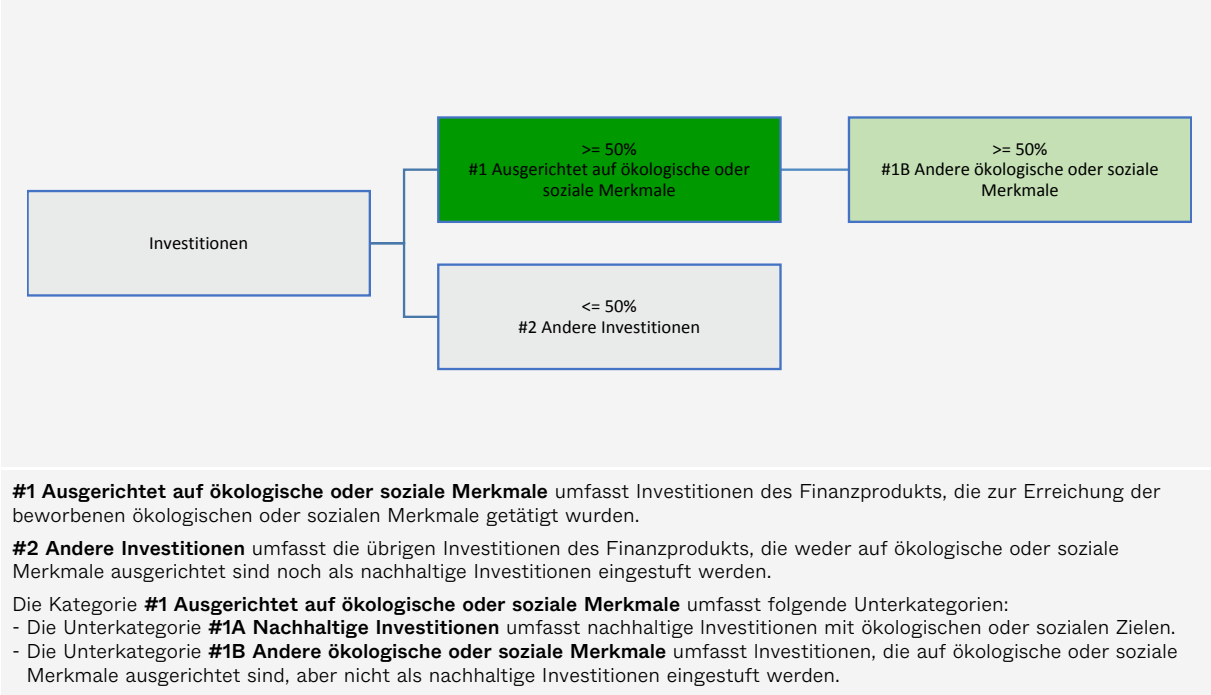 >= 50%
#1 Ausgerichtet auf ökologische oder
soziale Merkmale
>= 50%
#1B Andere ökologische oder soziale
Merkmale
Investitionen
<= 50%
#2 Andere Investitionen
#1 Ausgerichtet auf ökologische oder soziale Merkmale umfasst Investitionen des Finanzprodukts, die zur Erreichung der
beworbenen ökologischen oder sozialen Merkmale getätigt wurden.
#2 Andere Investitionen umfasst die übrigen Investitionen des Finanzprodukts, die weder auf ökologische oder soziale
Merkmale ausgerichtet sind noch als nachhaltige Investitionen eingestuft werden.
Die Kategorie #1 Ausgerichtet auf ökologische oder soziale Merkmale umfasst folgende Unterkategorien:
- Die Unterkategorie #1A Nachhaltige Investitionen umfasst nachhaltige Investitionen mit ökologischen oder sozialen Zielen.
- Die Unterkategorie #1B Andere ökologische oder soziale Merkmale umfasst Investitionen, die auf ökologische oder soziale
Merkmale ausgerichtet sind, aber nicht als nachhaltige Investitionen eingestuft werden.